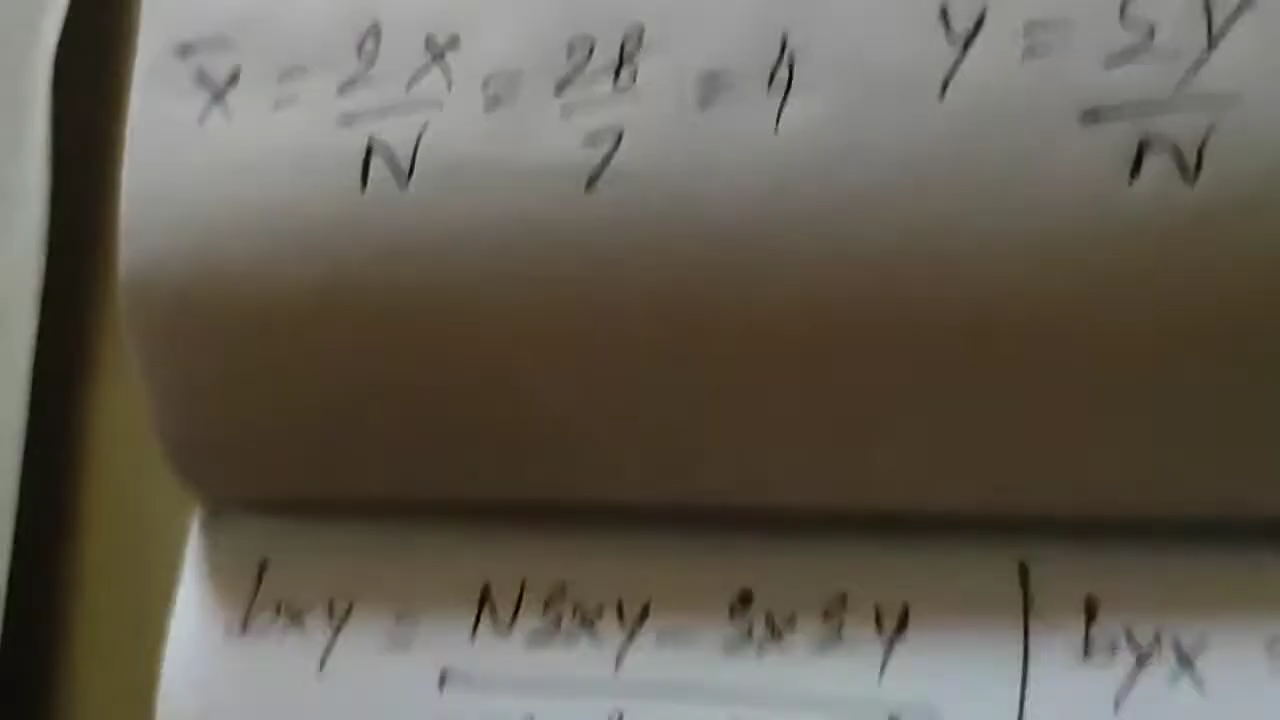 x̄ = Σx/N = 28/7 = 4 y = Σy/N
bxy = NΣxy - ΣxΣy | byx =